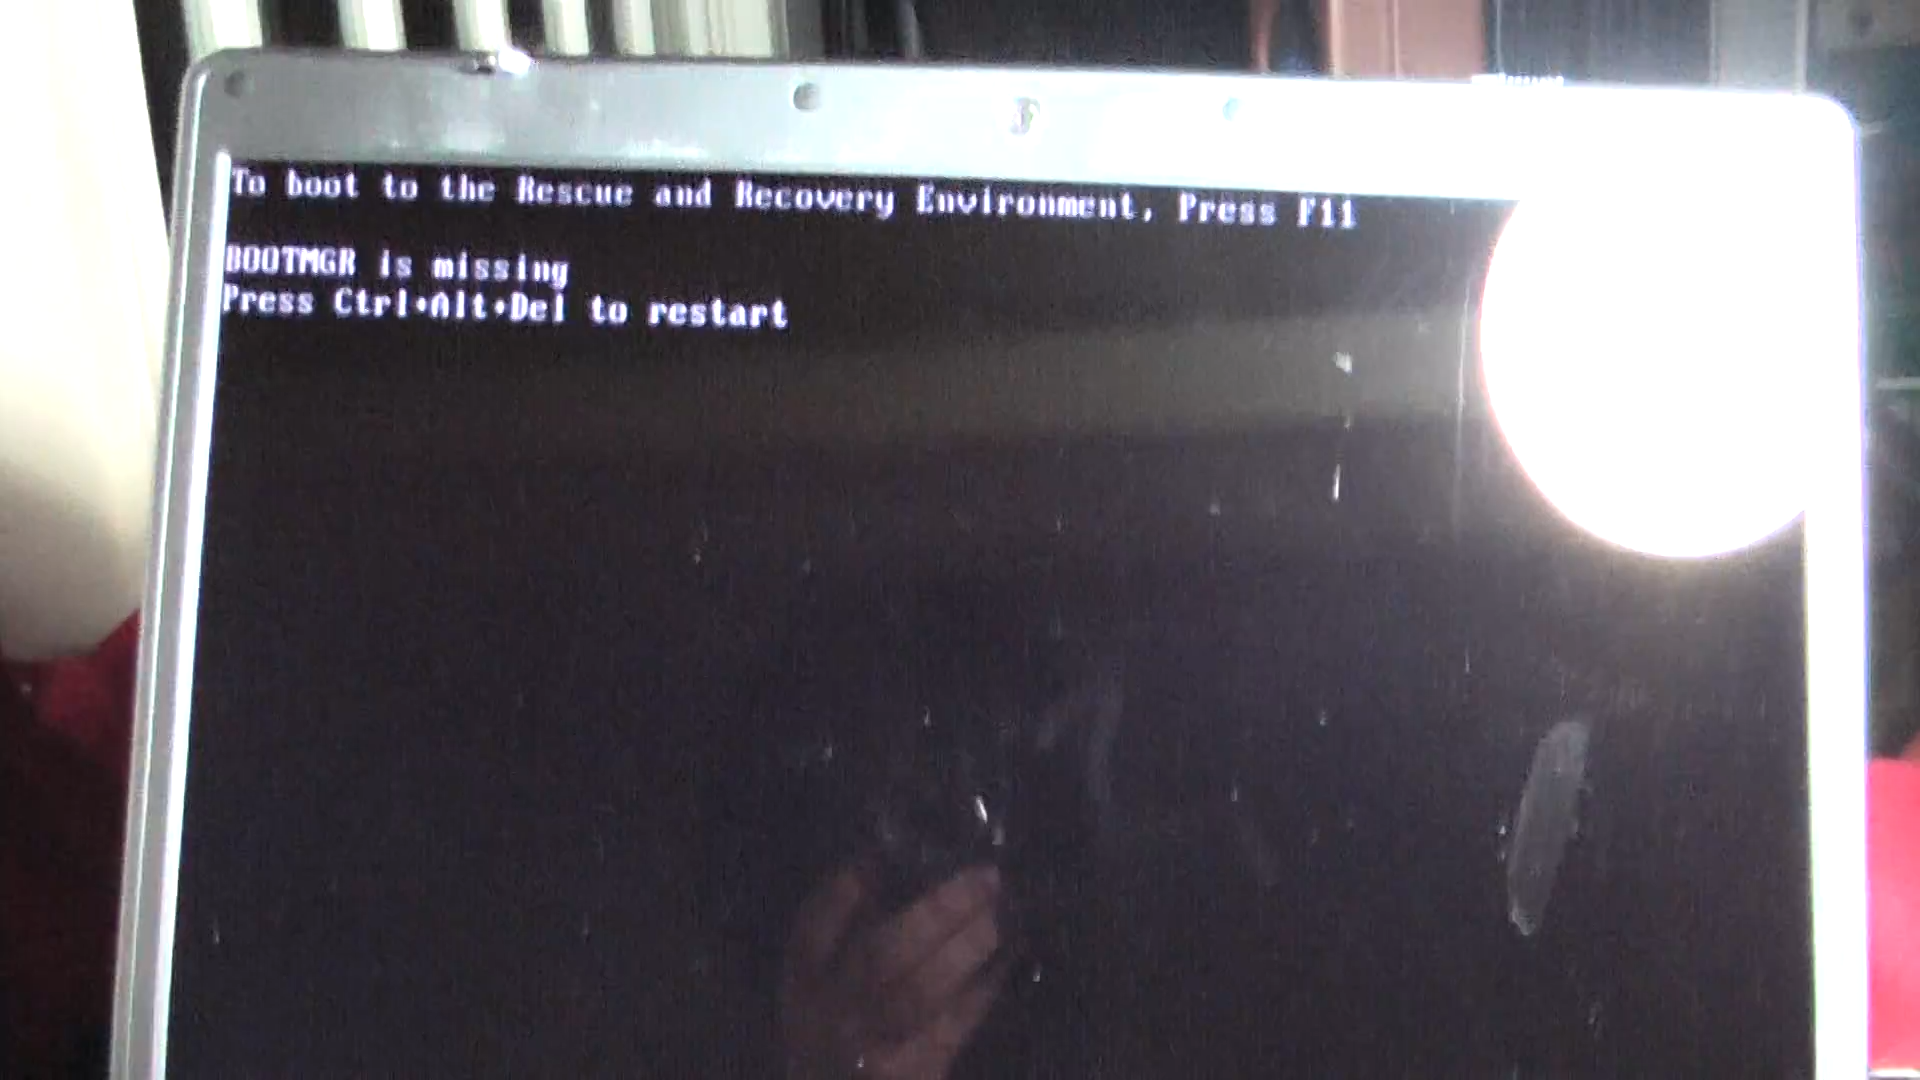 To boot to the Rescue and Recovery Environment, Press F11
BOOTMGR is missing
Press Ctrl+Alt+Del to restart